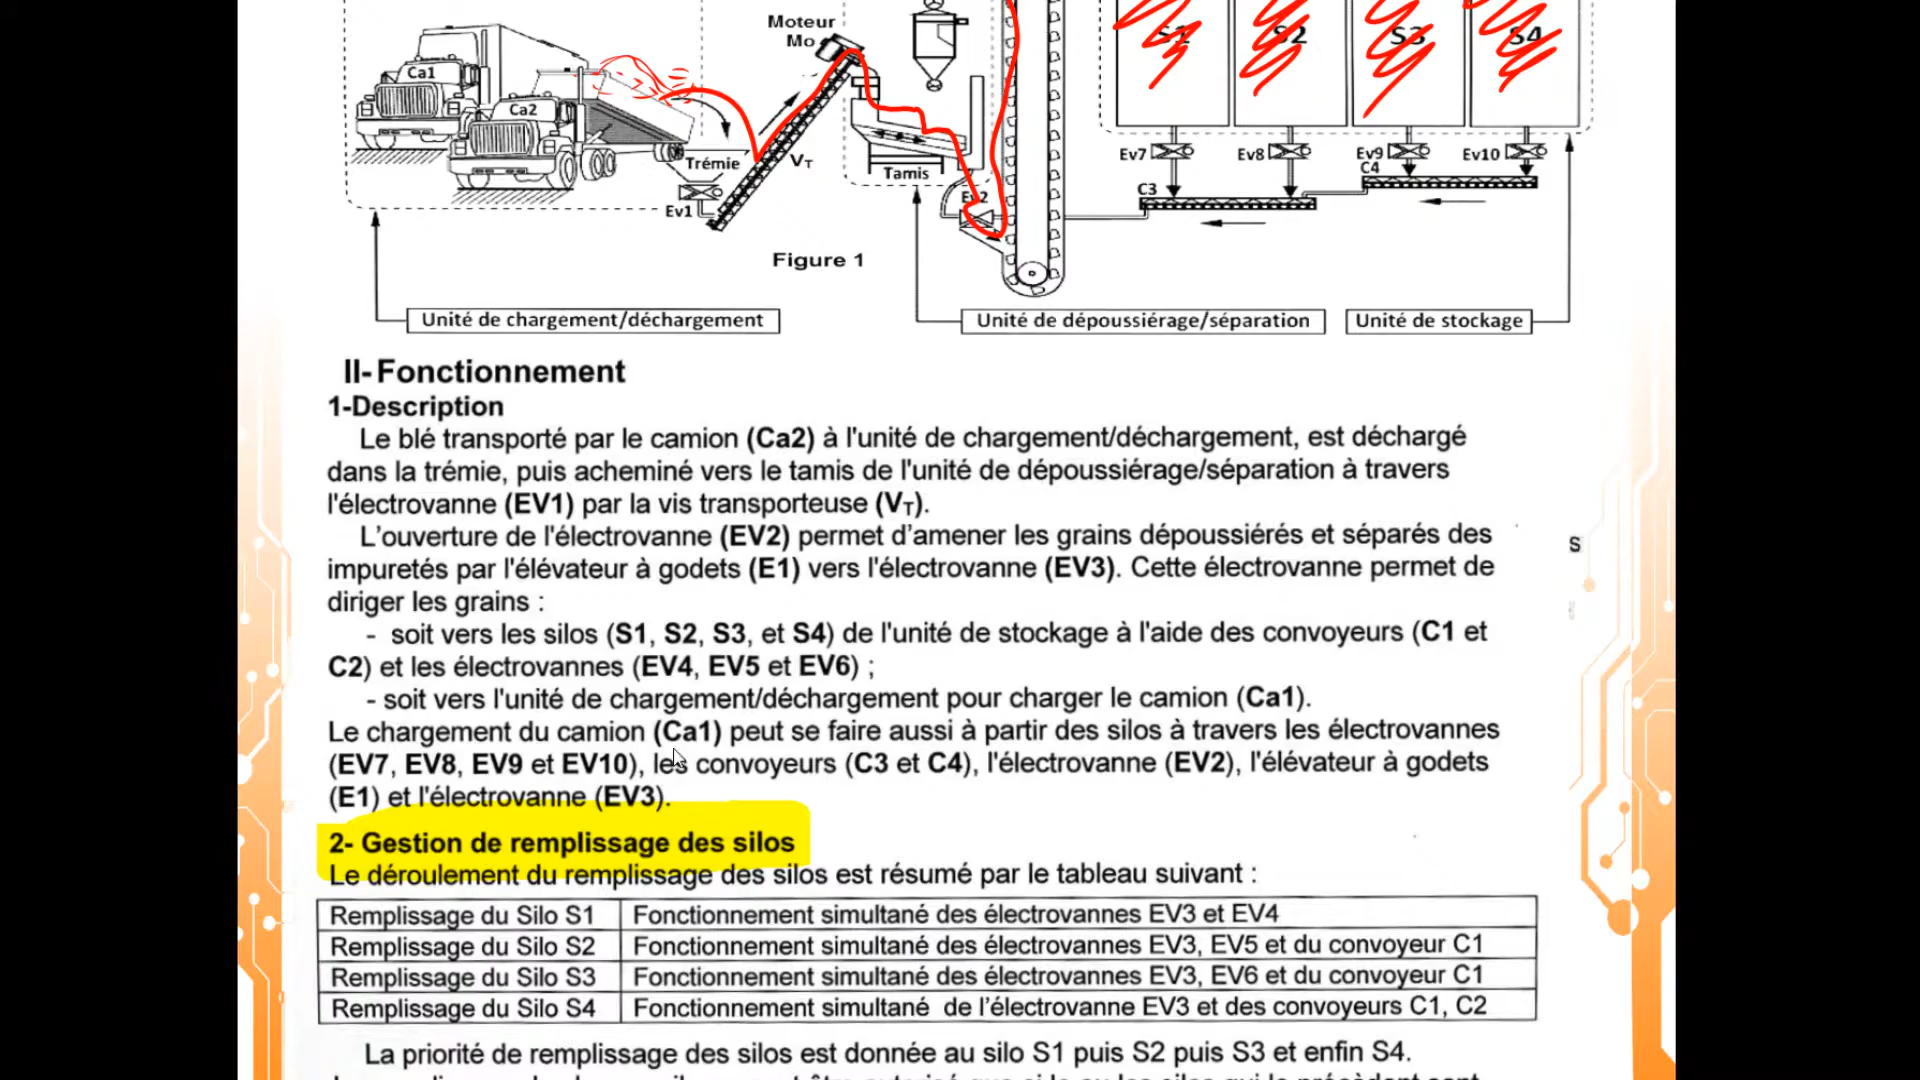 Moteur
Mo
S1 S2 S3 S4
Ca1
Ca2
Trémie
VT
Tamis
Ev1
Ev2
Ev7 Ev8 Ev9 Ev10
C4
C3
Figure 1
Unité de chargement/déchargement
Unité de dépoussiérage/séparation
Unité de stockage
II- Fonctionnement
1-Description
Le blé transporté par le camion (Ca2) à l'unité de chargement/déchargement, est déchargé
dans la trémie, puis acheminé vers le tamis de l'unité de dépoussiérage/séparation à travers
l'électrovanne (EV1) par la vis transporteuse (VT).
L'ouverture de l'électrovanne (EV2) permet d'amener les grains dépoussiérés et séparés des
impuretés par l'élévateur à godets (E1) vers l'électrovanne (EV3). Cette électrovanne permet de
diriger les grains :
- soit vers les silos (S1, S2, S3, et S4) de l'unité de stockage à l'aide des convoyeurs (C1 et
C2) et les électrovannes (EV4, EV5 et EV6) ;
- soit vers l'unité de chargement/déchargement pour charger le camion (Ca1).
Le chargement du camion (Ca1) peut se faire aussi à partir des silos à travers les électrovannes
(EV7, EV8, EV9 et EV10), les convoyeurs (C3 et C4), l'électrovanne (EV2), l'élévateur à godets
(E1) et l'électrovanne (EV3).
s
2- Gestion de remplissage des silos
Le déroulement du remplissage des silos est résumé par le tableau suivant :
Remplissage du Silo S1 Fonctionnement simultané des électrovannes EV3 et EV4
Remplissage du Silo S2 Fonctionnement simultané des électrovannes EV3, EV5 et du convoyeur C1
Remplissage du Silo S3 Fonctionnement simultané des électrovannes EV3, EV6 et du convoyeur C1
Remplissage du Silo S4 Fonctionnement simultané de l'électrovanne EV3 et des convoyeurs C1, C2
La priorité de remplissage des silos est donnée au silo S1 puis S2 puis S3 et enfin S4.